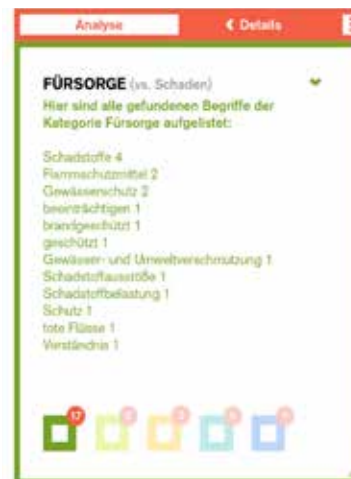 Analyse
Details
FÜRSORGE (vs. Schaden)
Hier sind alle gefundenen Begriffe der
Kategorie Fürsorge aufgelistet:
Schadstoffe 4
Flammschutzmittel 2
Gewässerschutz 2
beeinträchtigen 1
brandgeschützt 1
geschützt 1
Gewässer- und Umweltverschmutzung 1
Schadstoffausstöße 1
Schadstoffbelastung 1
Schutz 1
tote Flüsse 1
Verständnis 1
17